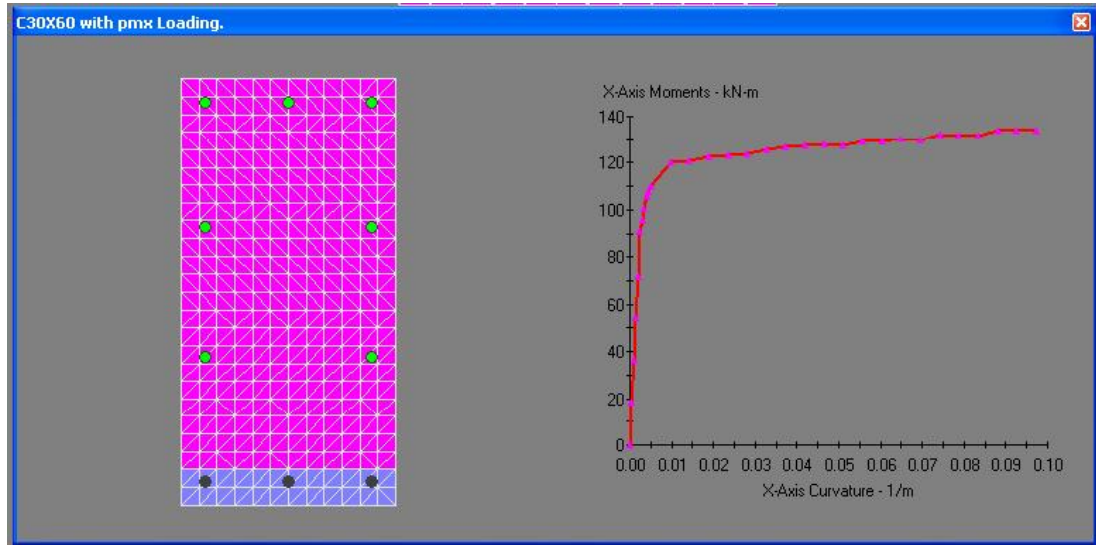 C30X60 with pmx Loading.
X-Axis Moments - kN-m
140
120
100
80
60
40
20
0
0.00 0.01 0.02 0.03 0.04 0.05 0.06 0.07 0.08 0.09 0.10
X-Axis Curvature - 1/m